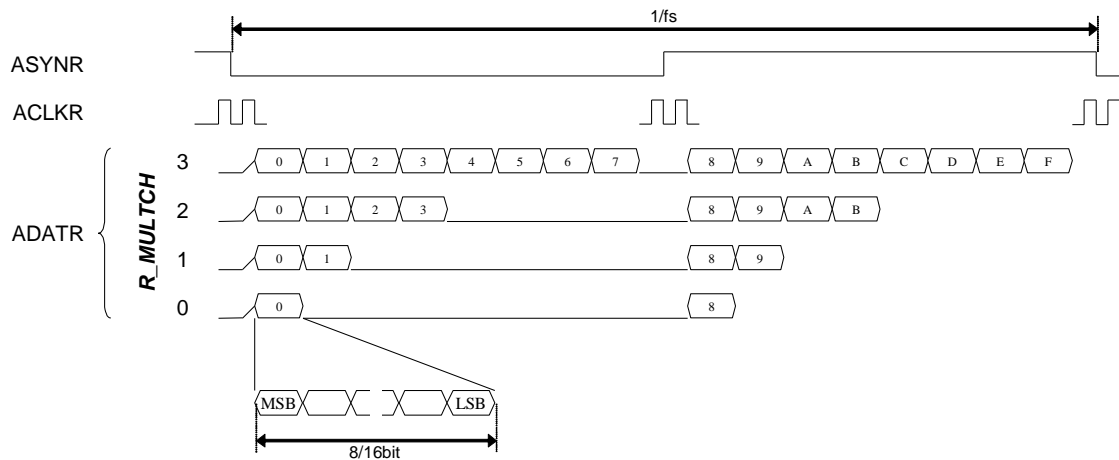 1/fs
ASYNR
ACLKR
3 0 1 2 3 4 5 6 7 8 9 A B C D E F
2 0 1 2 3 8 9 A B
ADATR
R_MULTCH
1 0 1 8 9
0 0 8
MSB LSB
8/16bit